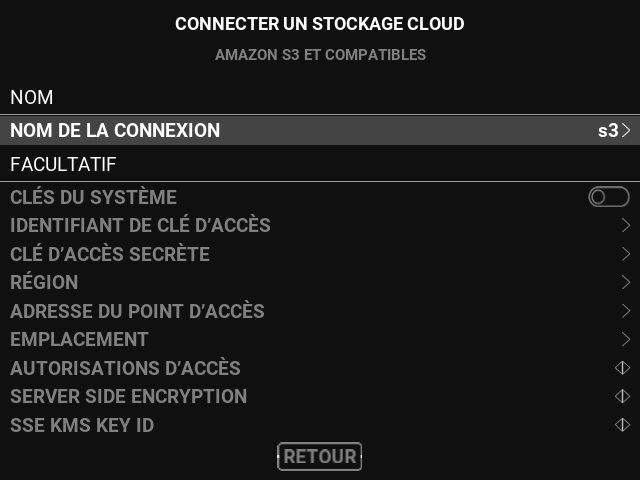 CONNECTER UN STOCKAGE CLOUD
AMAZON S3 ET COMPATIBLES
NOM
NOM DE LA CONNEXION s3
FACULTATIF
CLÉS DU SYSTÈME
IDENTIFIANT DE CLÉ D’ACCÈS
CLÉ D’ACCÈS SECRÈTE
RÉGION
ADRESSE DU POINT D’ACCÈS
EMPLACEMENT
AUTORISATIONS D’ACCÈS
SERVER SIDE ENCRYPTION
SSE KMS KEY ID
RETOUR